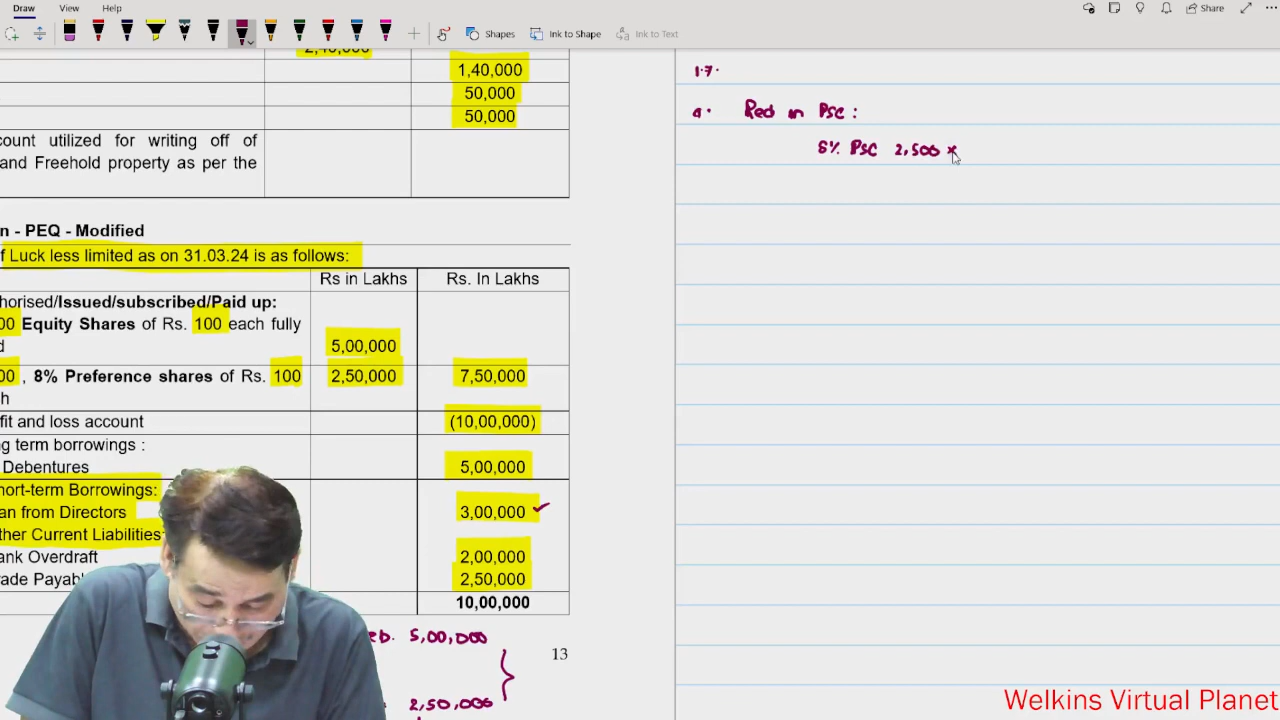 Draw View Help
Share
Shapes Ink to Shape Ink to Text
2,40,000
1,40,000
50,000
50,000
count utilized for writing off of
and Freehold property as per the
n - PEQ - Modified
f Luck less limited as on 31.03.24 is as follows:
Rs in Lakhs Rs. In Lakhs
horised/Issued/subscribed/Paid up:
00 Equity Shares of Rs. 100 each fully
d 5,00,000
00 , 8% Preference shares of Rs. 100 2,50,000 7,50,000
h
fit and loss account (10,00,000)
ng term borrowings :
Debentures 5,00,000
hort-term Borrowings:
an from Directors 3,00,000
ther Current Liabilities
ank Overdraft 2,00,000
rade Payab 2,50,000
10,00,000
eb. 5,00,000
2,50,000
13
1.7.
a. Red in PSC :
8% PSC 2,500 ×
Welkins Virtual Planet